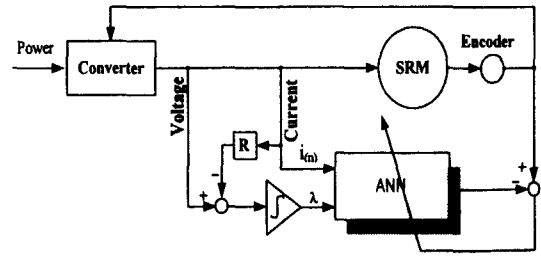 Power
Converter
Voltage
Current
SRM
Encoder
R
i(n)
ANN
λ
+
-
+
-